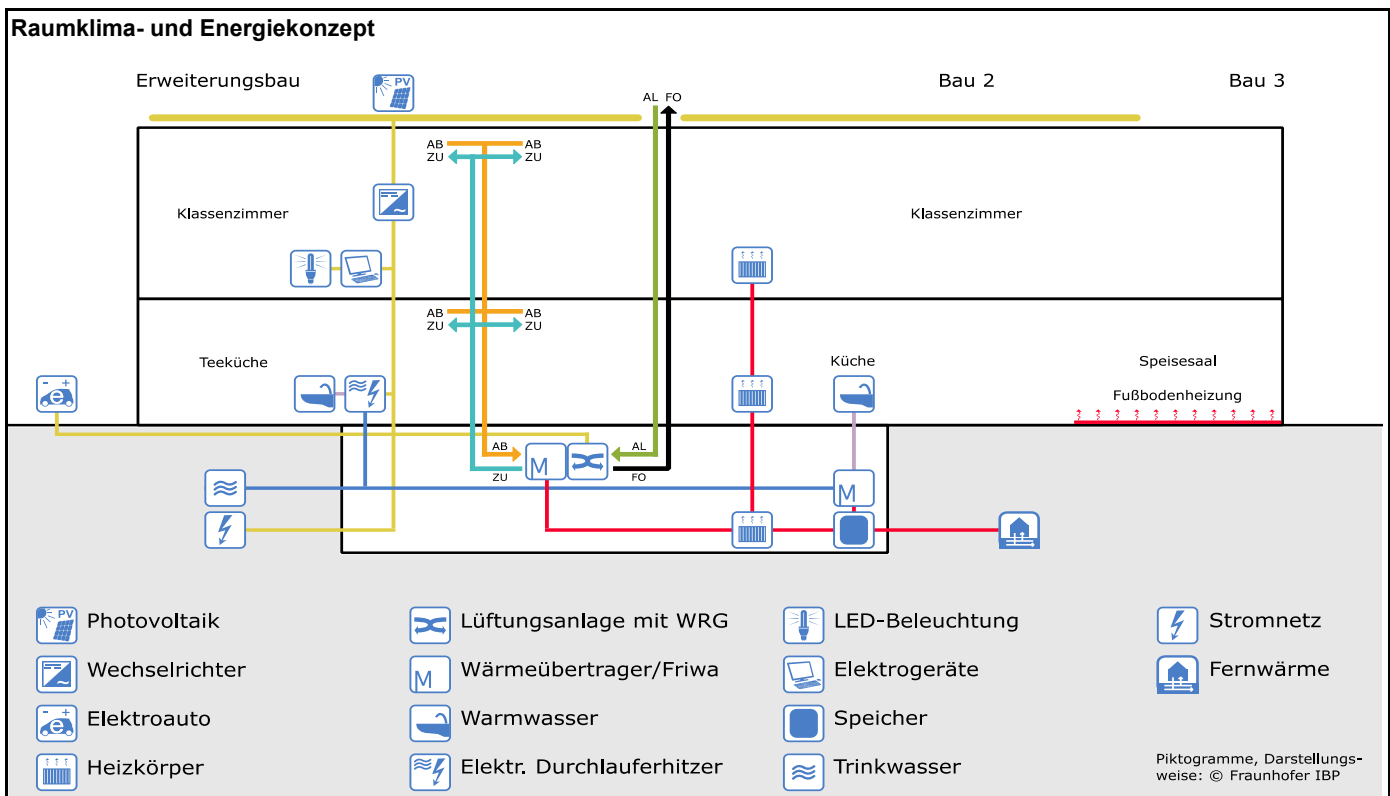 Raumklima- und Energiekonzept
Erweiterungsbau
PV
Bau 2
Bau 3
AL FO
AB AB
ZU ZU
Klassenzimmer
Klassenzimmer
AB AB
ZU ZU
Teeküche
Küche
Speisesaal
Fußbodenheizung
- +
e
AB
AL
M
ZU
FO
M
PV
Photovoltaik
Lüftungsanlage mit WRG
LED-Beleuchtung
Stromnetz
Wechselrichter
M
Wärmeübertrager/Friwa
Elektrogeräte
Fernwärme
- +
e
Elektroauto
Warmwasser
Speicher
Heizkörper
Elektr. Durchlauferhitzer
Trinkwasser
Piktogramme, Darstellungs-
weise: © Fraunhofer IBP